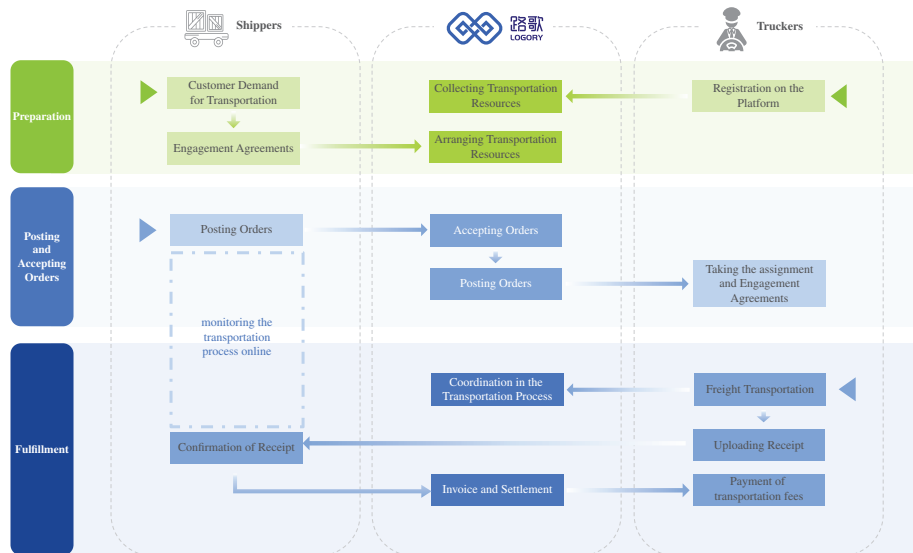 Shippers
路歌
LOGORY
Truckers
Preparation
Customer Demand
for Transportation
Collecting Transportation
Resources
Registration on the
Platform
Engagement Agreements
Arranging Transportation
Resources
Posting
and
Accepting
Orders
Posting Orders
Accepting Orders
Posting Orders
Taking the assignment
and Engagement
Agreements
monitoring the
transportation
process online
Fulfillment
Coordination in the
Transportation Process
Freight Transportation
Confirmation of Receipt
Uploading Receipt
Invoice and Settlement
Payment of
transportation fees